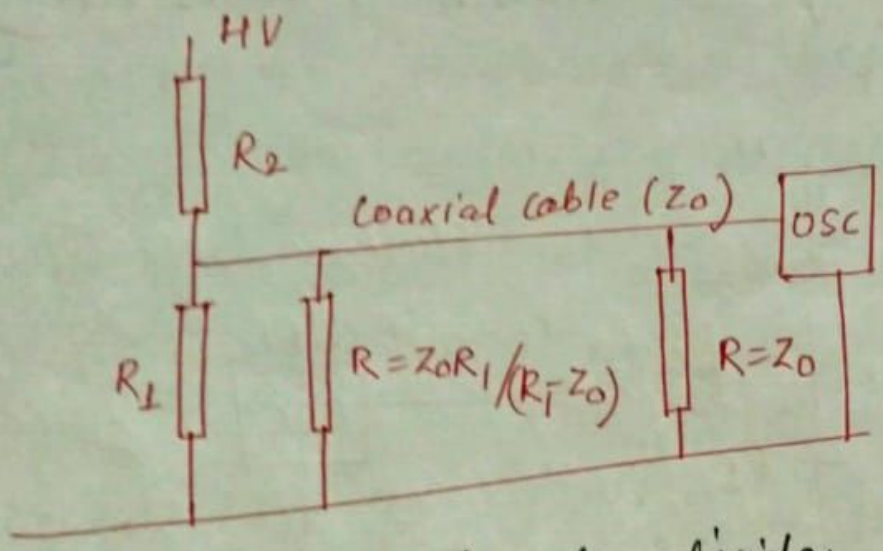 HV
R2
Coaxial cable (Z0)
OSC
R1
R=Z0R1/(R1-Z0)
R=Z0